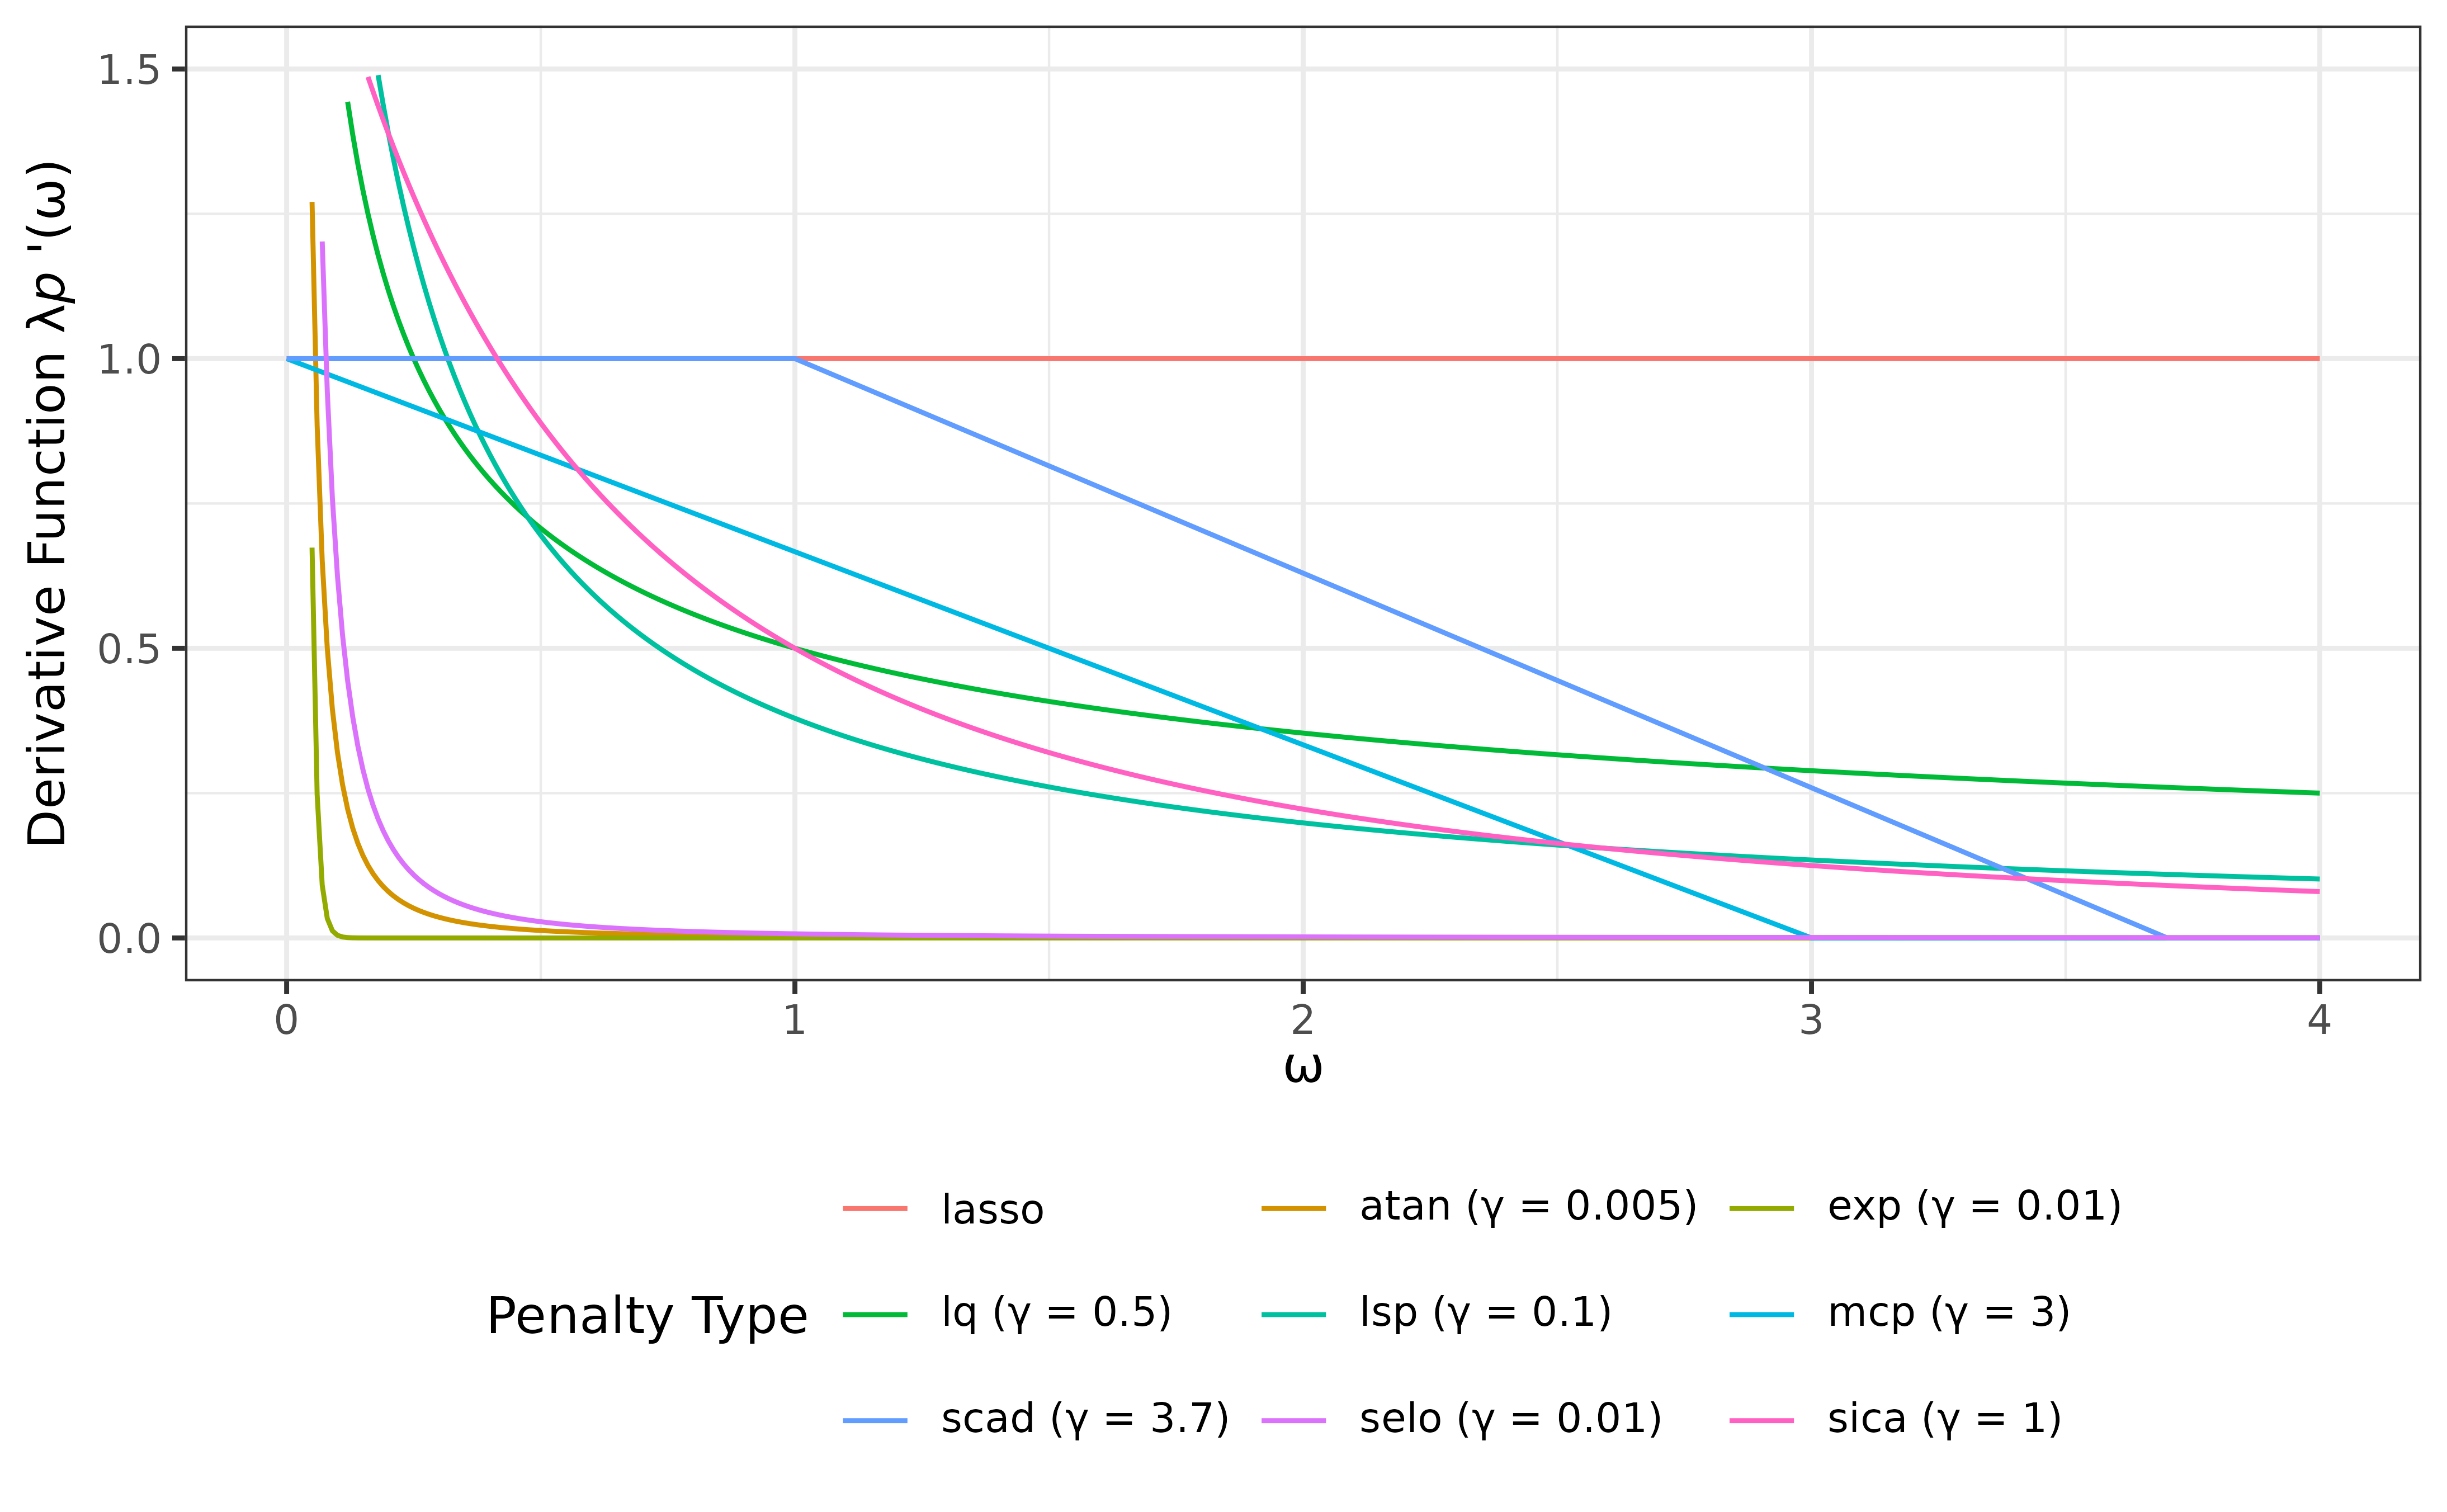 Derivative Function λp '(ω)
1.5
1.0
0.5
0.0
0 1 2 3 4
ω
Penalty Type
lasso atan (γ = 0.005) exp (γ = 0.01)
lq (γ = 0.5) lsp (γ = 0.1) mcp (γ = 3)
scad (γ = 3.7) selo (γ = 0.01) sica (γ = 1)